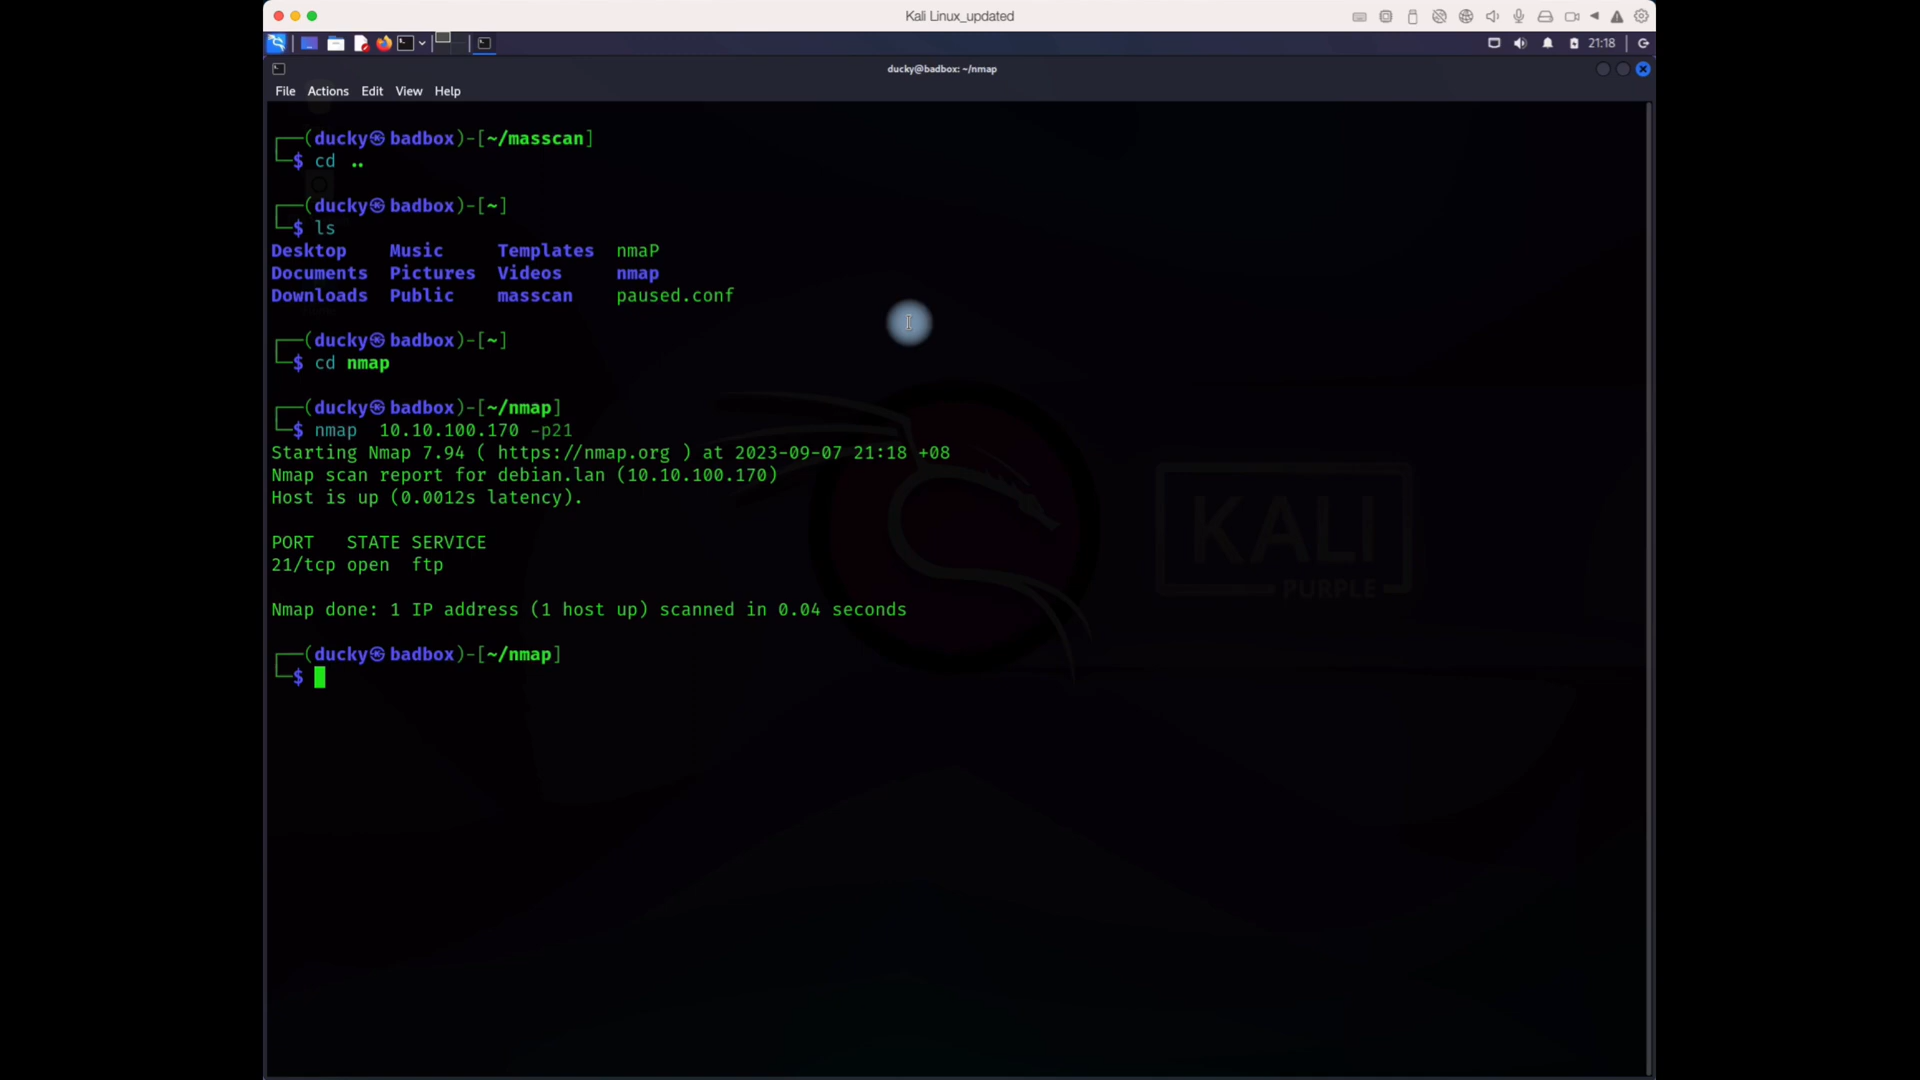 Kali Linux_updated
21:18
ducky@badbox: ~/nmap
File Actions Edit View Help
┌──(ducky㉿badbox)-[~/masscan]
└─$ cd ..
┌──(ducky㉿badbox)-[~]
└─$ ls
Desktop Music Templates nmaP
Documents Pictures Videos nmap
Downloads Public masscan paused.conf
┌──(ducky㉿badbox)-[~]
└─$ cd nmap
┌──(ducky㉿badbox)-[~/nmap]
└─$ nmap  10.10.100.170 -p21
Starting Nmap 7.94 ( https://nmap.org ) at 2023-09-07 21:18 +08
Nmap scan report for debian.lan (10.10.100.170)
Host is up (0.0012s latency).
PORT   STATE SERVICE
21/tcp open  ftp
Nmap done: 1 IP address (1 host up) scanned in 0.04 seconds
┌──(ducky㉿badbox)-[~/nmap]
└─$
KALI
PURPLE